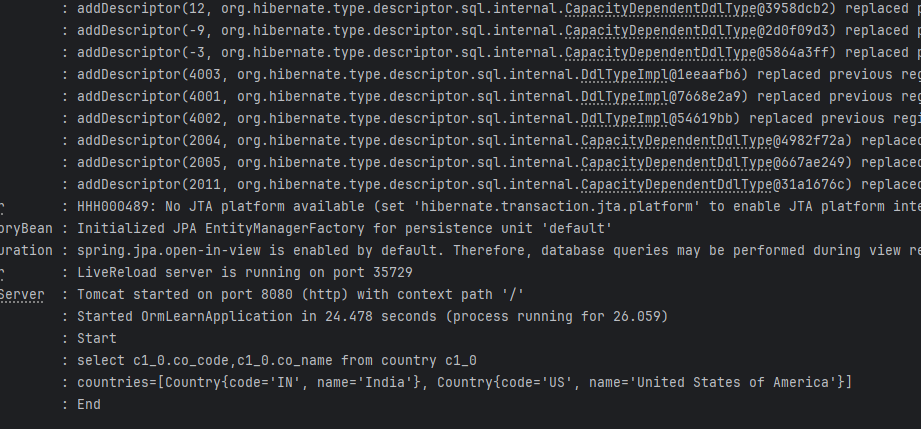 : addDescriptor(12, org.hibernate.type.descriptor.sql.internal.CapacityDependentDdlType@3958dcb2) replaced
: addDescriptor(-9, org.hibernate.type.descriptor.sql.internal.CapacityDependentDdlType@2d0f09d3) replaced
: addDescriptor(-3, org.hibernate.type.descriptor.sql.internal.CapacityDependentDdlType@5864a3ff) replaced
: addDescriptor(4003, org.hibernate.type.descriptor.sql.internal.DdlTypeImpl@1eeaafb6) replaced previous reg
: addDescriptor(4001, org.hibernate.type.descriptor.sql.internal.DdlTypeImpl@7668e2a9) replaced previous reg
: addDescriptor(4002, org.hibernate.type.descriptor.sql.internal.DdlTypeImpl@54619bb) replaced previous regi
: addDescriptor(2004, org.hibernate.type.descriptor.sql.internal.CapacityDependentDdlType@4982f72a) replaced
: addDescriptor(2005, org.hibernate.type.descriptor.sql.internal.CapacityDependentDdlType@667ae249) replaced
: addDescriptor(2011, org.hibernate.type.descriptor.sql.internal.CapacityDependentDdlType@31a1676c) replaced
r : HHH000489: No JTA platform available (set 'hibernate.transaction.jta.platform' to enable JTA platform inte
oryBean : Initialized JPA EntityManagerFactory for persistence unit 'default'
uration : spring.jpa.open-in-view is enabled by default. Therefore, database queries may be performed during view re
r : LiveReload server is running on port 35729
Server : Tomcat started on port 8080 (http) with context path '/'
: Started OrmLearnApplication in 24.478 seconds (process running for 26.059)
: Start
: select c1_0.co_code,c1_0.co_name from country c1_0
: countries=[Country{code='IN', name='India'}, Country{code='US', name='United States of America'}]
: End